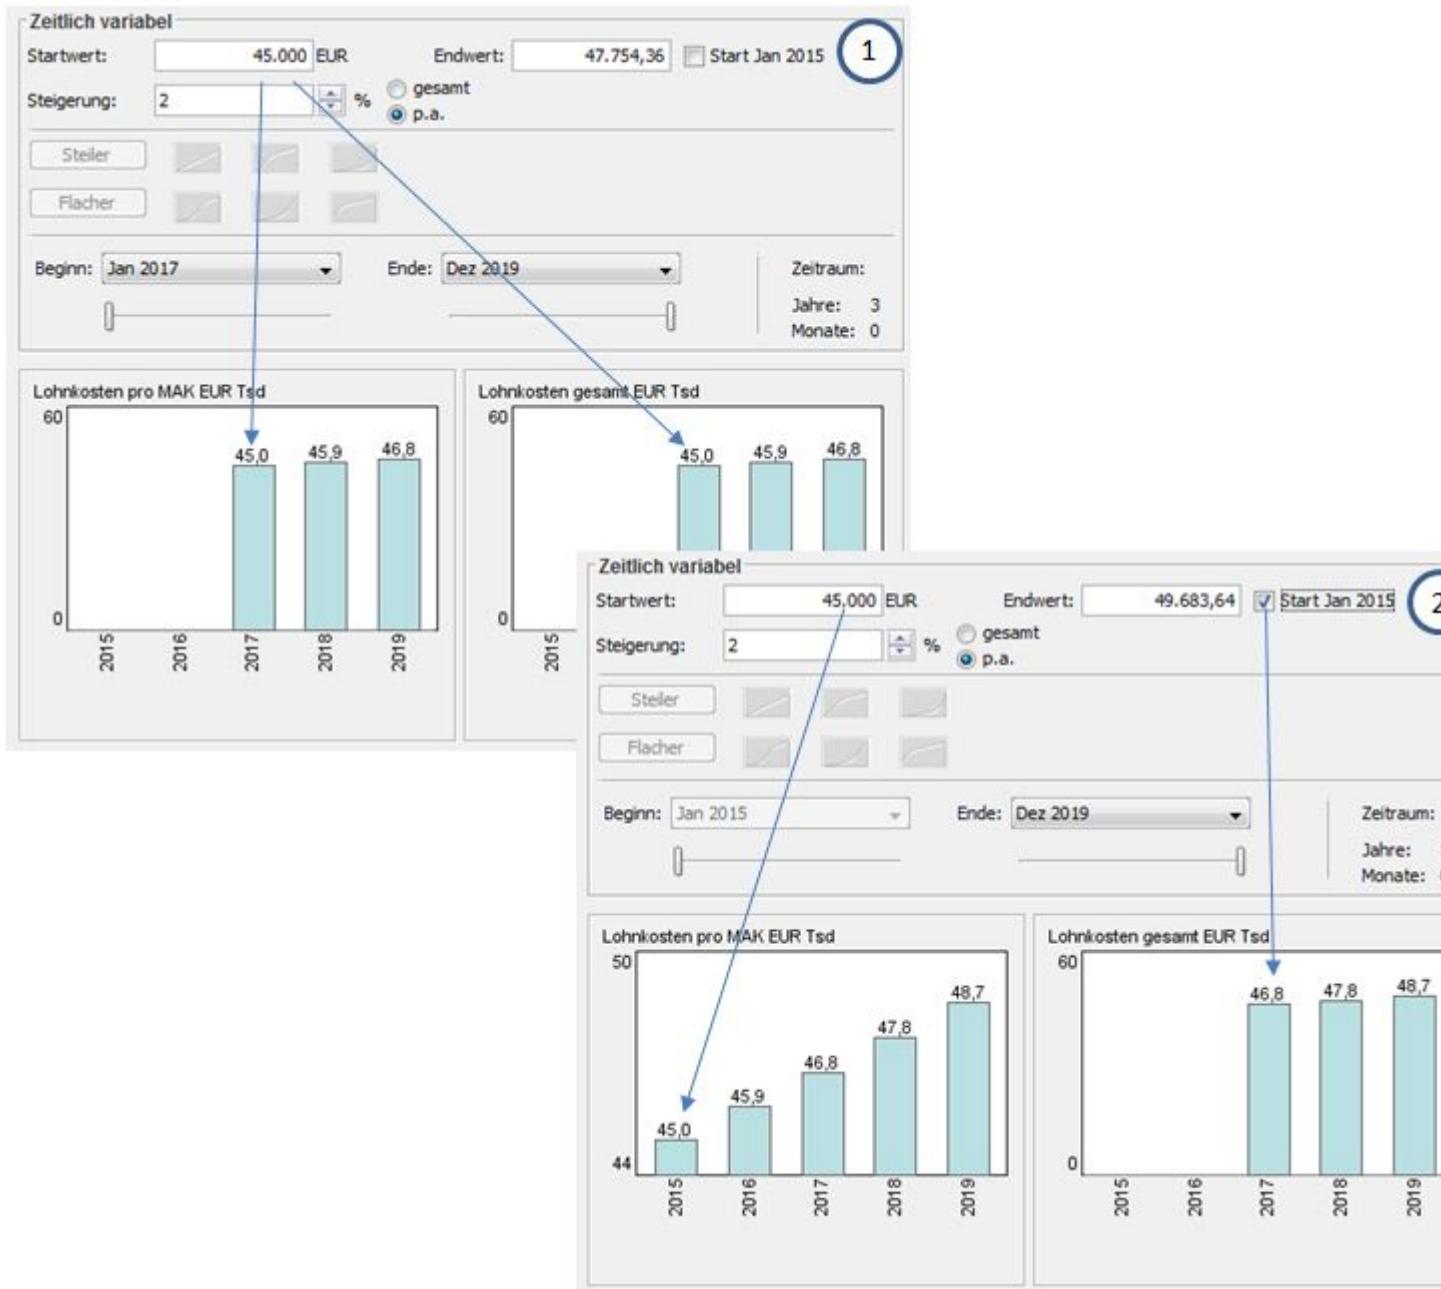 Zeitlich variabel
Startwert: 45.000 EUR Endwert: 47.754,36 Start Jan 2015 1
Steigerung: 2 % gesamt
p.a.
Steiler
Flacher
Beginn: Jan 2017 Ende: Dez 2019 Zeitraum:
Jahre: 3
Monate: 0
Lohnkosten pro MAK EUR Tsd
60
45,0 45,9 46,8
0
2015 2016 2017 2018 2019
Lohnkosten gesamt EUR Tsd
60
45,0 45,9 46,8
0
2015
Zeitlich variabel
Startwert: 45.000 EUR Endwert: 49.683,64 Start Jan 2015 2
Steigerung: 2 % gesamt
p.a.
Steiler
Flacher
Beginn: Jan 2015 Ende: Dez 2019 Zeitraum:
Jahre:
Monate:
Lohnkosten pro MAK EUR Tsd
50
45,0 45,9 46,8 47,8 48,7
44
2015 2016 2017 2018 2019
Lohnkosten gesamt EUR Tsd
60
46,8 47,8 48,7
0
2015 2016 2017 2018 2019